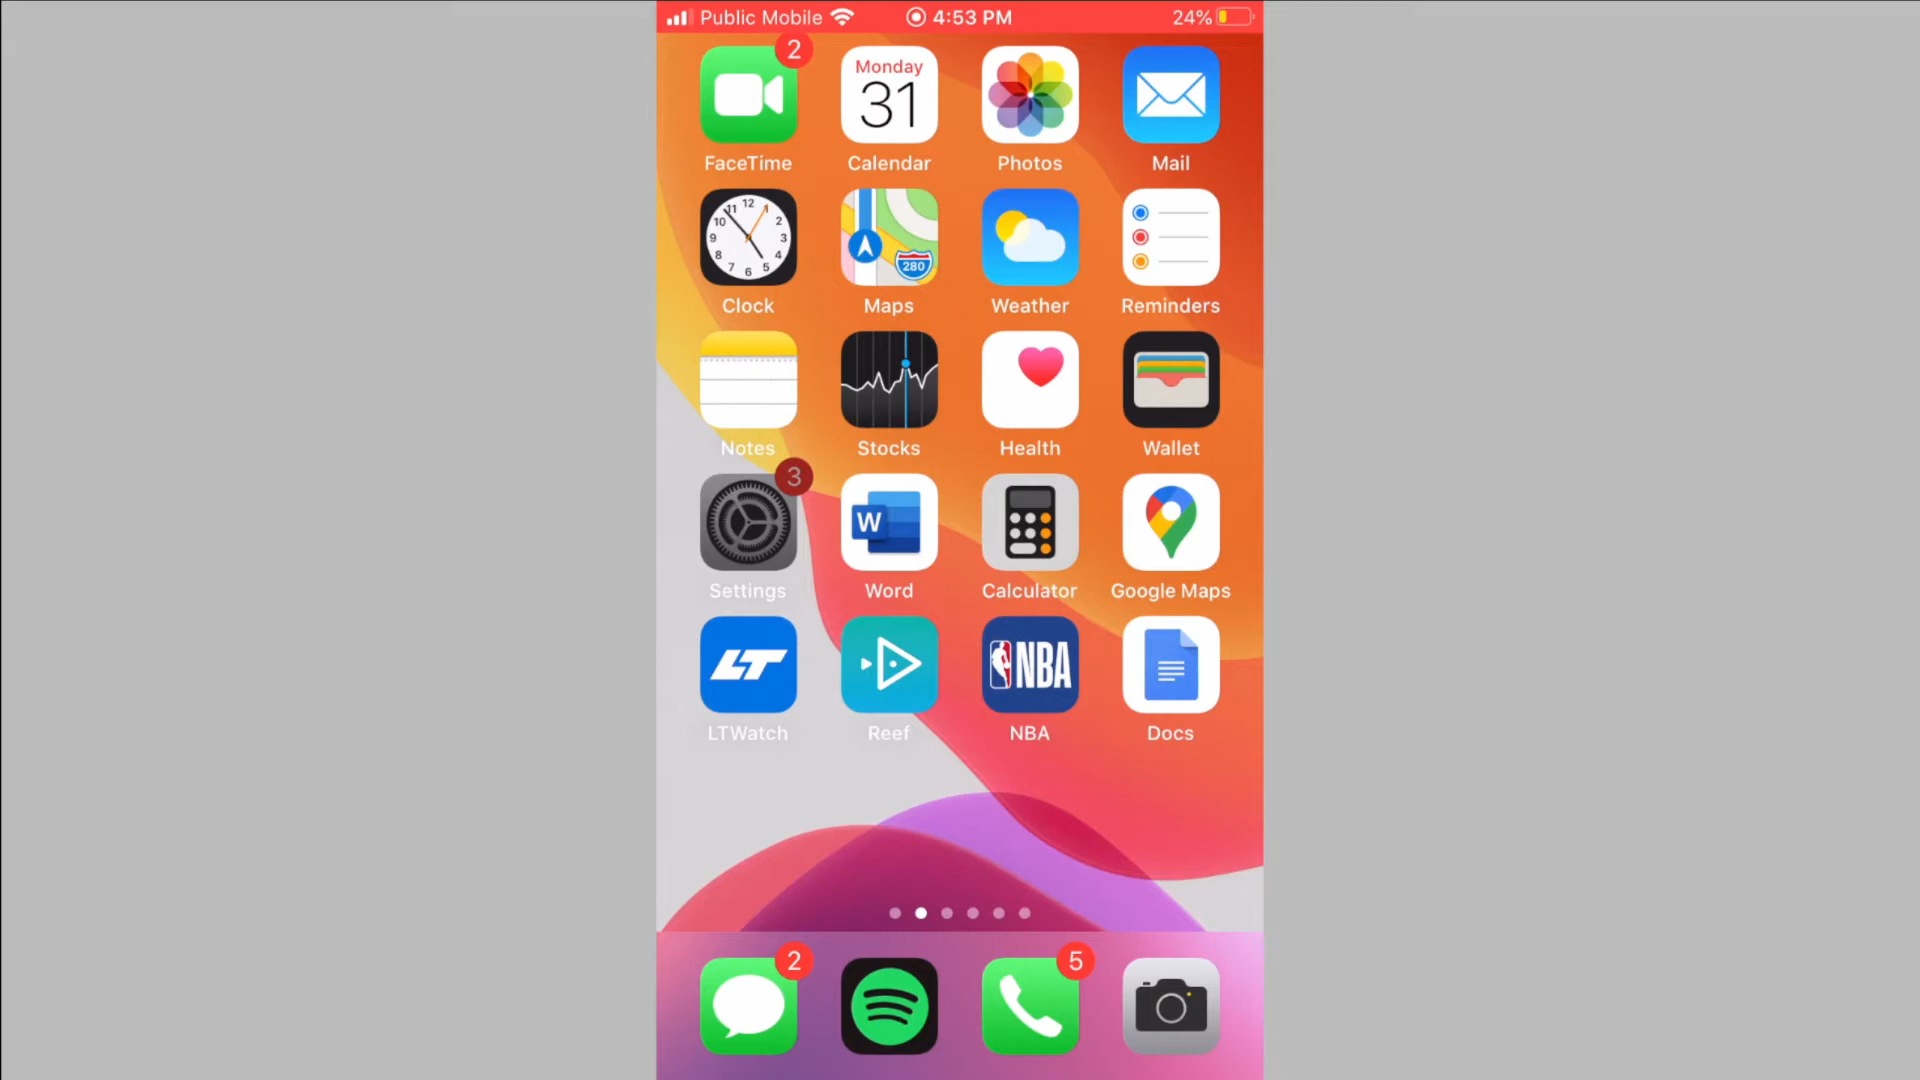 Public Mobile 4:53 PM 24%
2
Monday
31
FaceTime Calendar Photos Mail
12
11 1
10 2
9 3
8 4
7 6 5
280
Clock Maps Weather Reminders
Notes Stocks Health Wallet
3
W
Settings Word Calculator Google Maps
LT NBA
LTWatch Reef NBA Docs
2 5